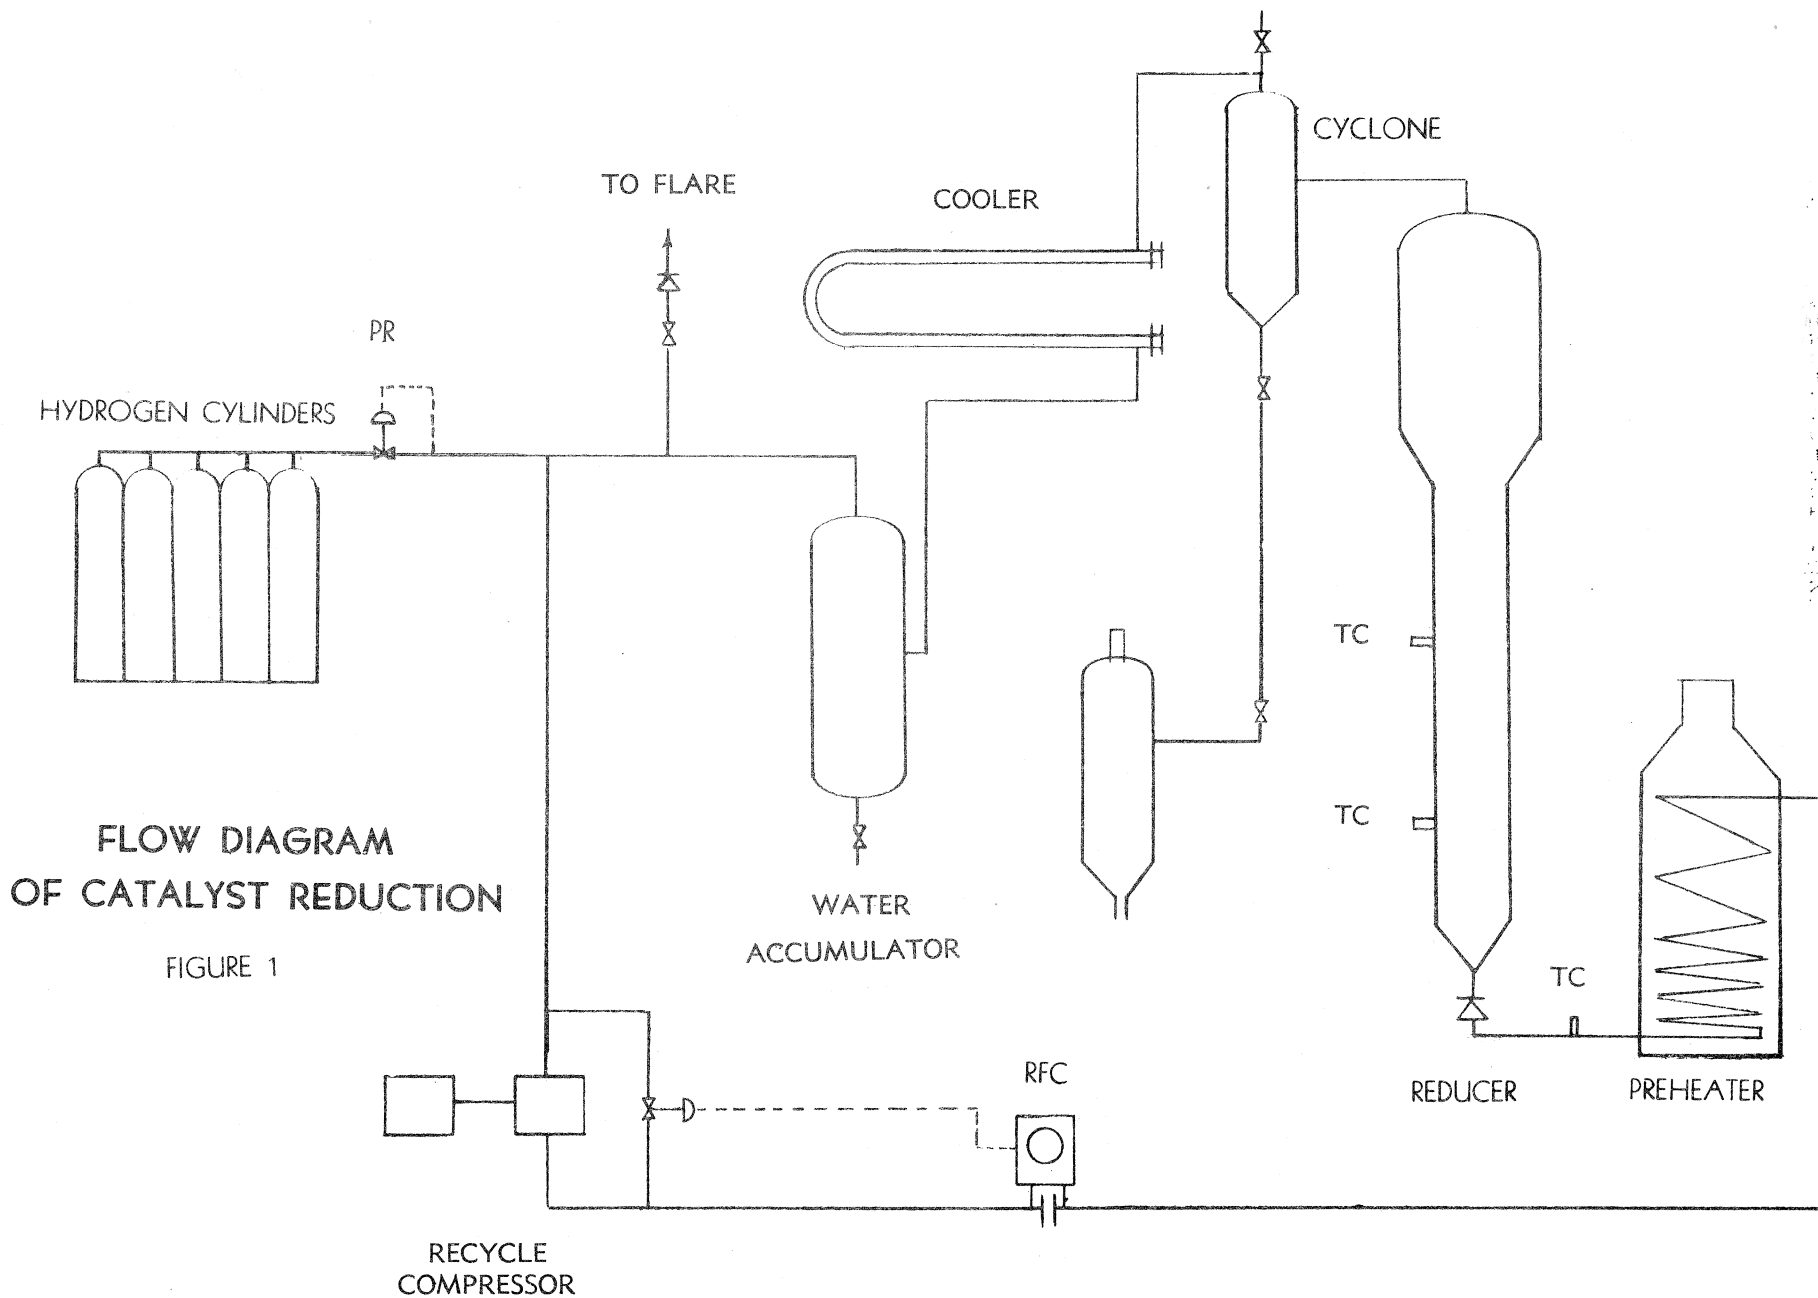 CYCLONE
TO FLARE
COOLER
PR
HYDROGEN CYLINDERS
TC
TC
FLOW DIAGRAM
OF CATALYST REDUCTION
FIGURE 1
WATER
ACCUMULATOR
TC
RFC
REDUCER
PREHEATER
RECYCLE
COMPRESSOR